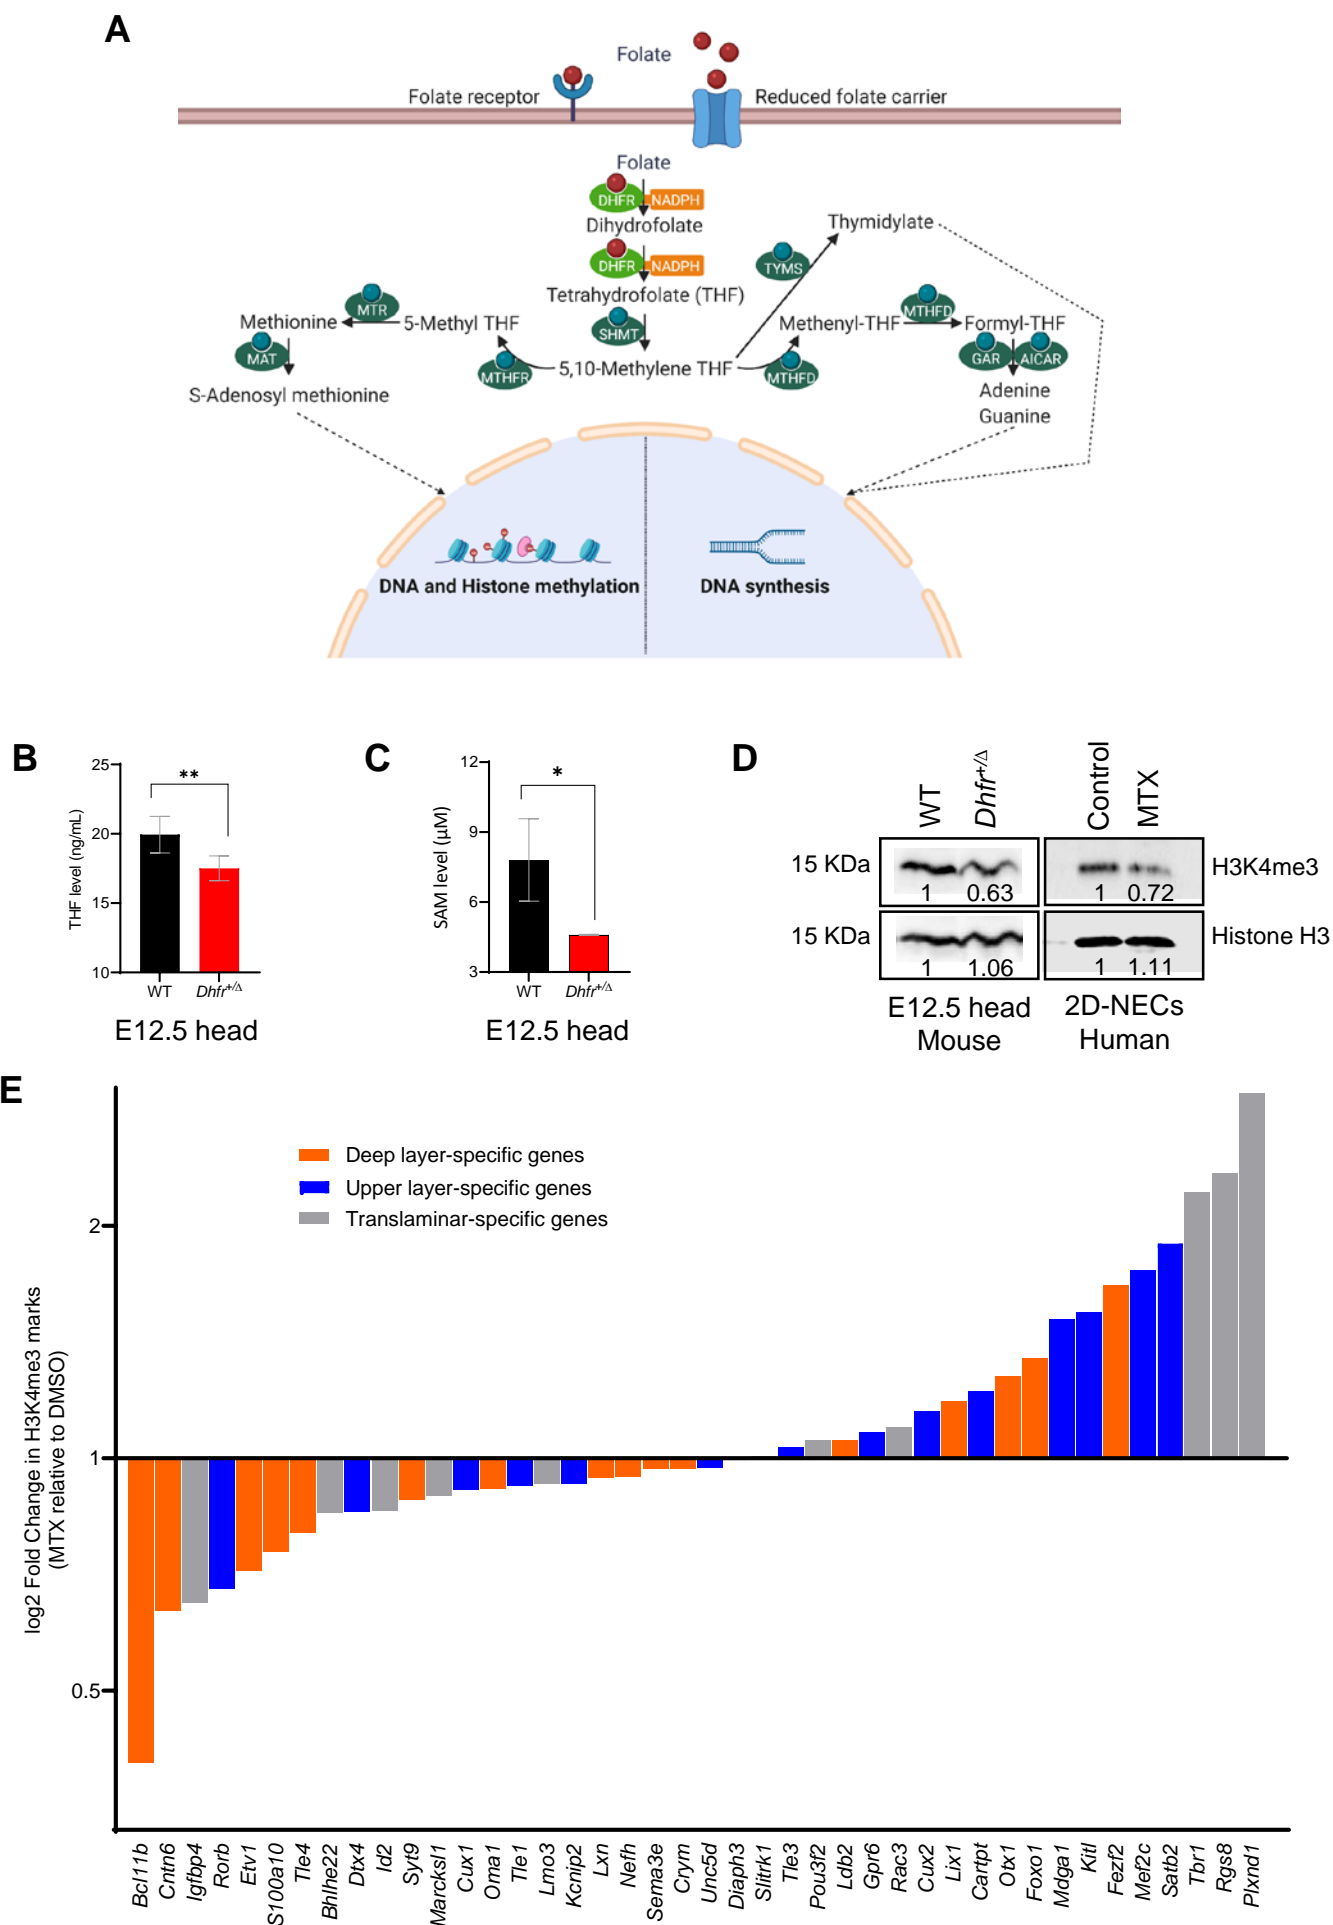 A
Folate
Folate receptor
Reduced folate carrier
Folate
DHFR NADPH
Dihydrofolate
Thymidylate
DHFR NADPH
TYMS
Tetrahydrofolate (THF)
MTR
MTHFD
Methionine
5-Methyl THF
SHMT
Methenyl-THF
Formyl-THF
MAT
GAR
AICAR
MTHFR
5,10-Methylene THF
MTHFD
S-Adenosyl methionine
Adenine
Guanine
DNA and Histone methylation
DNA synthesis
B
THF level (ng/mL)
25
20
15
10
**
WT
Dhfr+/Δ
E12.5 head
C
SAM level (μM)
12
9
6
3
*
WT
Dhfr+/Δ
E12.5 head
D
WT
Dhfr+/Δ
Control
MTX
15 KDa
1 0.63
1 0.72
H3K4me3
15 KDa
1 1.06
1 1.11
Histone H3
E12.5 head
Mouse
2D-NECs
Human
E
Deep layer-specific genes
Upper layer-specific genes
Translaminar-specific genes
log2 Fold Change in H3K4me3 marks
(MTX relative to DMSO)
2
1
0.5
Bcl11b
Cntn6
Igfbp4
Rorb
Etv1
S100a10
Tle4
Bhlhe22
Dtx4
Id2
Syt9
Marcksl1
Cux1
Oma1
Tle1
Lmo3
Kcnip2
Lxn
Nefh
Sema3e
Crym
Unc5d
Diaph3
Slitrk1
Tle3
Pou3f2
Ldb2
Gpr6
Rac3
Cux2
Lix1
Cartpt
Otx1
Foxo1
Mdga1
Kitl
Fezf2
Mef2c
Satb2
Tbr1
Rgs8
Plxnd1